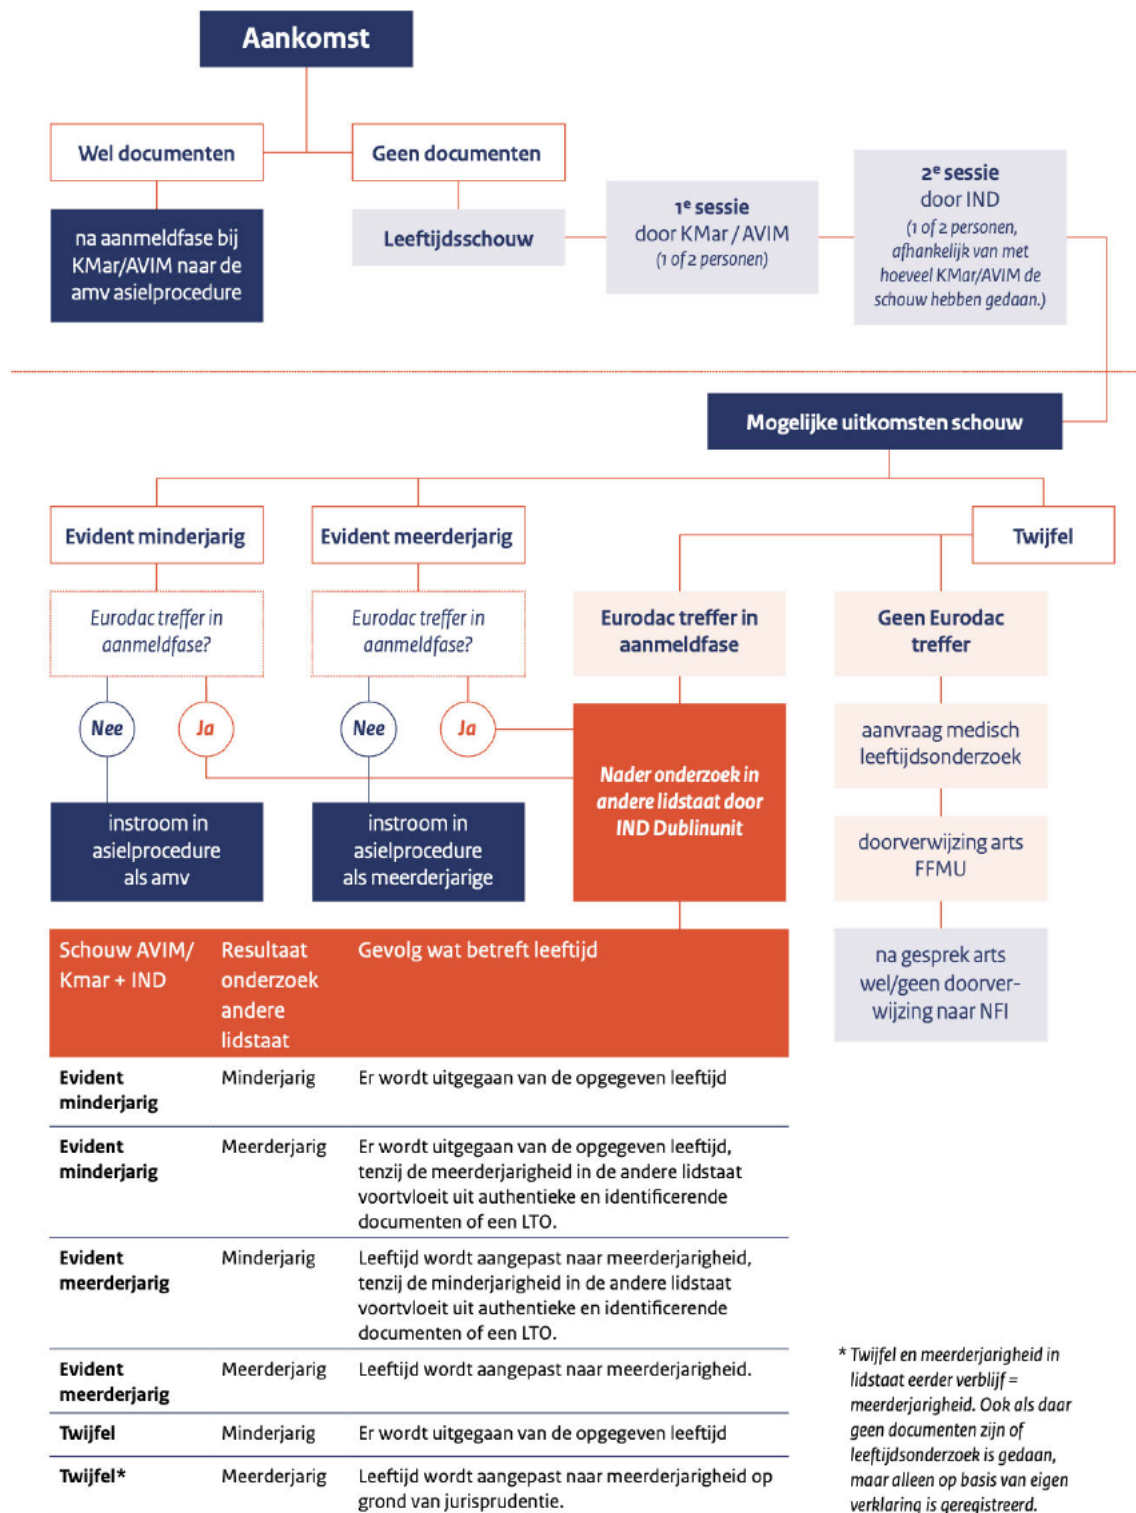 Aankomst
Wel documenten
Geen documenten
na aanmeldfase bij
KMar/AVIM naar de
amv asielprocedure
Leeftijdsschouw
1e sessie
door KMar / AVIM
(1 of 2 personen)
2e sessie
door IND
(1 of 2 personen,
afhankelijk van met
hoeveel KMar/AVIM de
schouw hebben gedaan.)
Mogelijke uitkomsten schouw
Evident minderjarig
Evident meerderjarig
Twijfel
Eurodac treffer in
aanmeldfase?
Eurodac treffer in
aanmeldfase?
Eurodac treffer in
aanmeldfase
Geen Eurodac
treffer
Nee
Ja
Nee
Ja
Nader onderzoek in
andere lidstaat door
IND Dublinunit
aanvraag medisch
leeftijdsonderzoek
instroom in
asielprocedure
als amv
instroom in
asielprocedure
als meerderjarige
doorverwijzing arts
FFMU
na gesprek arts
wel/geen doorver-
wijzing naar NFI
Schouw AVIM/
Kmar + IND
Resultaat
onderzoek
andere
lidstaat
Gevolg wat betreft leeftijd
Evident
minderjarig
Minderjarig
Er wordt uitgegaan van de opgegeven leeftijd
Evident
minderjarig
Meerderjarig
Er wordt uitgegaan van de opgegeven leeftijd,
tenzij de meerderjarigheid in de andere lidstaat
voortvloeit uit authentieke en identificerende
documenten of een LTO.
Evident
meerderjarig
Minderjarig
Leeftijd wordt aangepast naar meerderjarigheid,
tenzij de minderjarigheid in de andere lidstaat
voortvloeit uit authentieke en identificerende
documenten of een LTO.
Evident
meerderjarig
Meerderjarig
Leeftijd wordt aangepast naar meerderjarigheid.
Twijfel
Minderjarig
Er wordt uitgegaan van de opgegeven leeftijd
Twijfel*
Meerderjarig
Leeftijd wordt aangepast naar meerderjarigheid op
grond van jurisprudentie.
* Twijfel en meerderjarigheid in
lidstaat eerder verblijf =
meerderjarigheid. Ook als daar
geen documenten zijn of
leeftijdsonderzoek is gedaan,
maar alleen op basis van eigen
verklaring is geregistreerd.